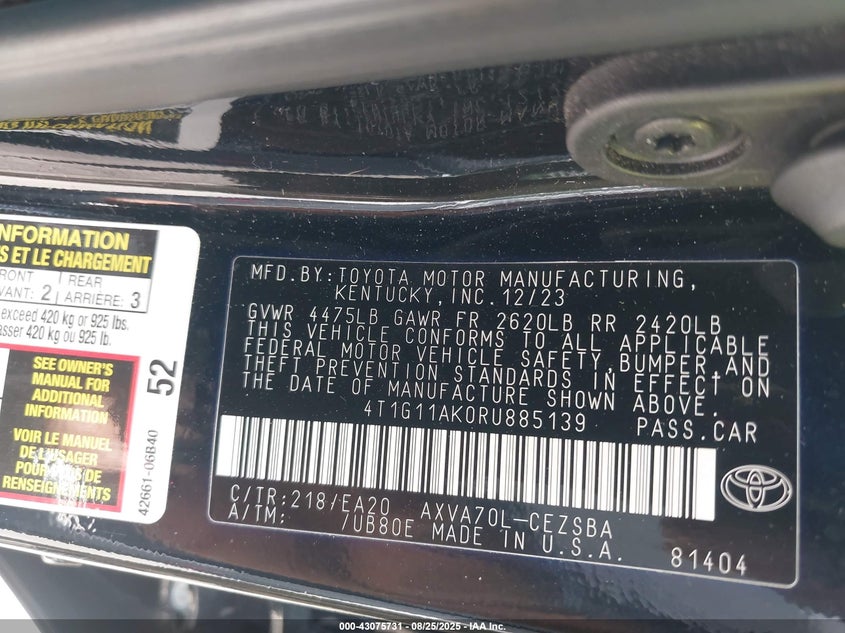 INFORMATION
S ET LE CHARGEMENT
FRONT
VANT: 2
REAR
ARRIÈRE: 3
exceed 420 kg or 925 lbs.
asser 420 kg ou 925 lb.
SEE OWNER'S
MANUAL FOR
ADDITIONAL
INFORMATION
VOIR LE MANUEL
DE L'USAGER
POUR PLUS DE
RENSEIGNEMENTS
52
42661-06B40
MFD.BY:TOYOTA MOTOR MANUFACTURING,
KENTUCKY,INC.12/23
GVWR 4475LB GAWR FR 2620LB RR 2420LB
THIS VEHICLE CONFORMS TO ALL APPLICABLE
FEDERAL MOTOR VEHICLE SAFETY,BUMPER,AND
THEFT PREVENTION STANDARDS IN EFFECT ON
THE DATE OF MANUFACTURE SHOWN ABOVE.
4T1G11AK0RU885139 PASS.CAR
C/TR:218/EA20 AXVA70L-CEZSBA
A/TM: /UB80E MADE IN U.S.A.
81404
TOYOTA
000-43075731 - 08/25/2025 - IAA, Inc.